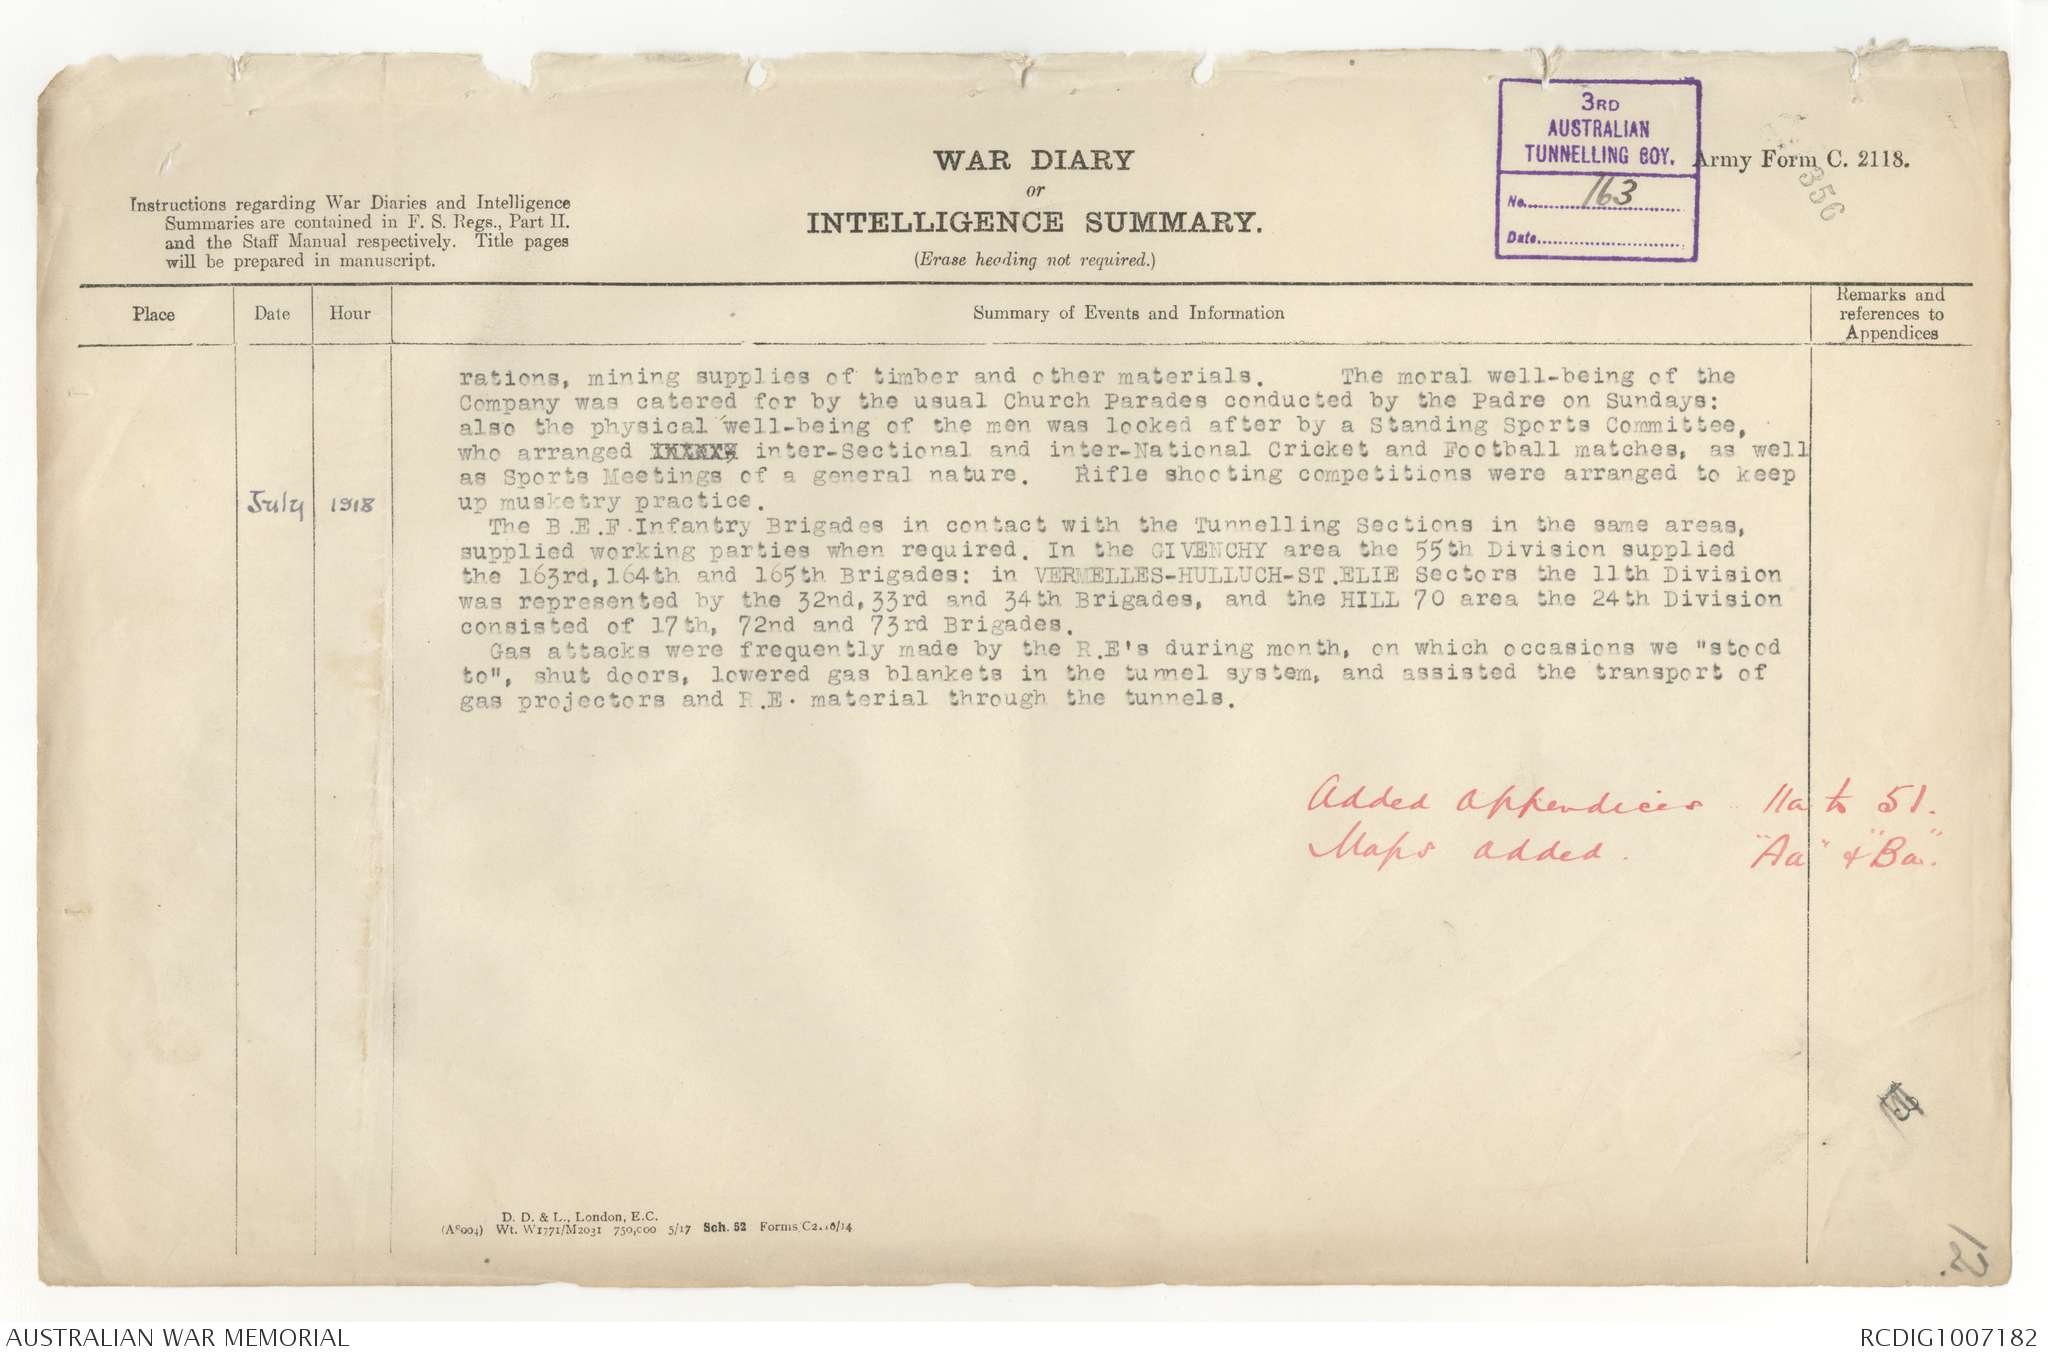 3RD
AUSTRALIAN
TUNNELLING COY.
No. 163
Date
Army Form C. 2118.
356
WAR DIARY
or
INTELLIGENCE SUMMARY.
(Erase heading not required.)
Instructions regarding War Diaries and Intelligence
Summaries are contained in F. S. Regs., Part II.
and the Staff Manual respectively. Title pages
will be prepared in manuscript.
Place
Date
Hour
Summary of Events and Information
Remarks and
references to
Appendices
rations, mining supplies of timber and other materials. The moral well-being of the
Company was catered for by the usual Church Parades conducted by the Padre on Sundays:
also the physical well-being of the men was looked after by a Standing Sports Committee,
who arranged inter-Sectional and inter-National Cricket and Football matches, as well
as Sports Meetings of a general nature. Rifle shooting competitions were arranged to keep
July 1918
up musketry practice.
The B.E.F. Infantry Brigades in contact with the Tunnelling Sections in the same areas,
supplied working parties when required. In the GIVENCHY area the 55th Division supplied
the 163rd, 164th and 165th Brigades: in VERMELLES-HULLUCH-ST.ELIE Sectors the 11th Division
was represented by the 32nd, 33rd and 34th Brigades, and the HILL 70 area the 24th Division
consisted of 17th, 72nd and 73rd Brigades.
Gas attacks were frequently made by the R.E's during month, on which occasions we "stood
to", shut doors, lowered gas blankets in the tunnel system, and assisted the transport of
gas projectors and R.E. material through the tunnels.
Added appendices 11a to 51.
Maps added. "Aa" & "Ba".
D. D. & L., London, E.C.
(A8004) Wt. W1771/M2031 750,000 5/17 Sch. 52 Forms C2118/14
AUSTRALIAN WAR MEMORIAL
RCDIG1007182